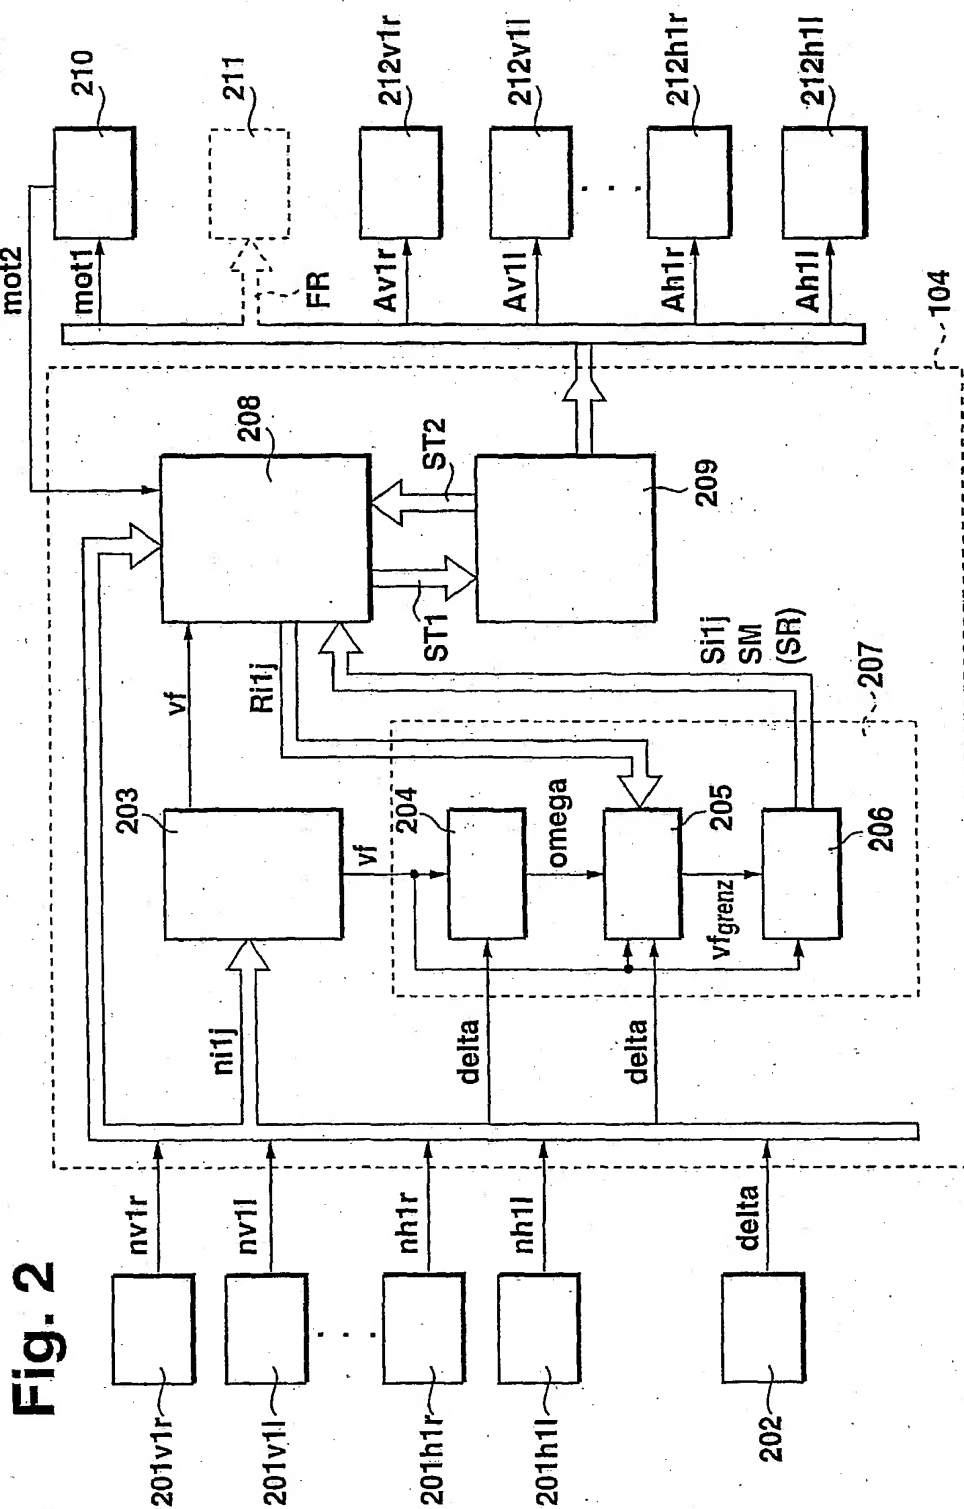 Fig. 2
201v1r
201v1l
201h1r
201h1l
202
nv1r
nv1l
nh1r
nh1l
delta
ni1j
delta
delta
203
vf
vf
204
omega
205
vfgrenz
206
207
Ri1j
Si1j
SM
(SR)
208
ST1
ST2
209
104
mot2
mot1
FR
Av1r
Av1l
Ah1r
Ah1l
210
211
212v1r
212v1l
212h1r
212h1l